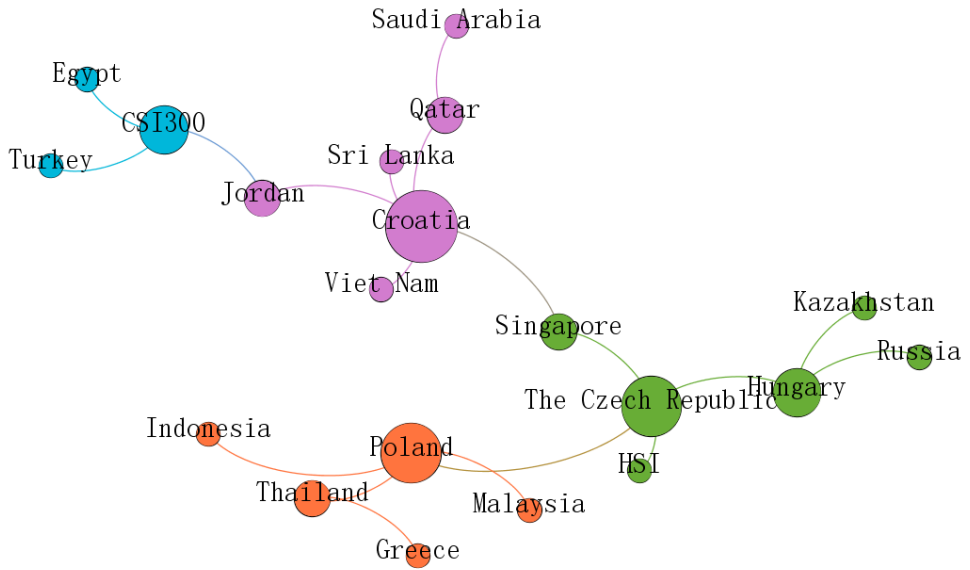 Saudi Arabia
Egypt
Qatar
CSI300
Turkey
Sri Lanka
Jordan
Croatia
Viet Nam
Kazakhstan
Singapore
Russia
Hungary
The Czech Republic
Indonesia
Poland
HSI
Thailand
Malaysia
Greece